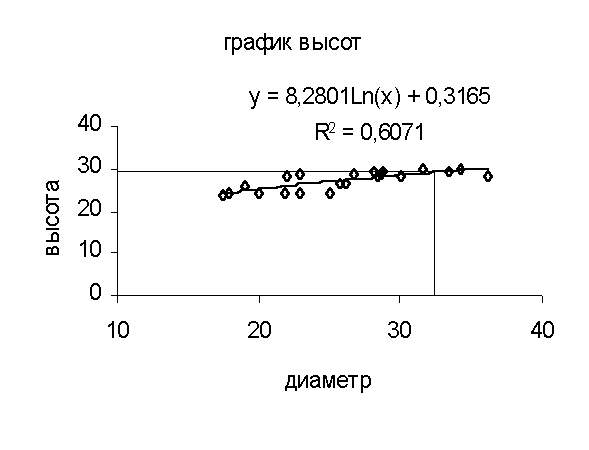 график высот
y = 8,2801Ln(x) + 0,3165
R² = 0,6071
40
30
20
10
0
высота
10 20 30 40
диаметр